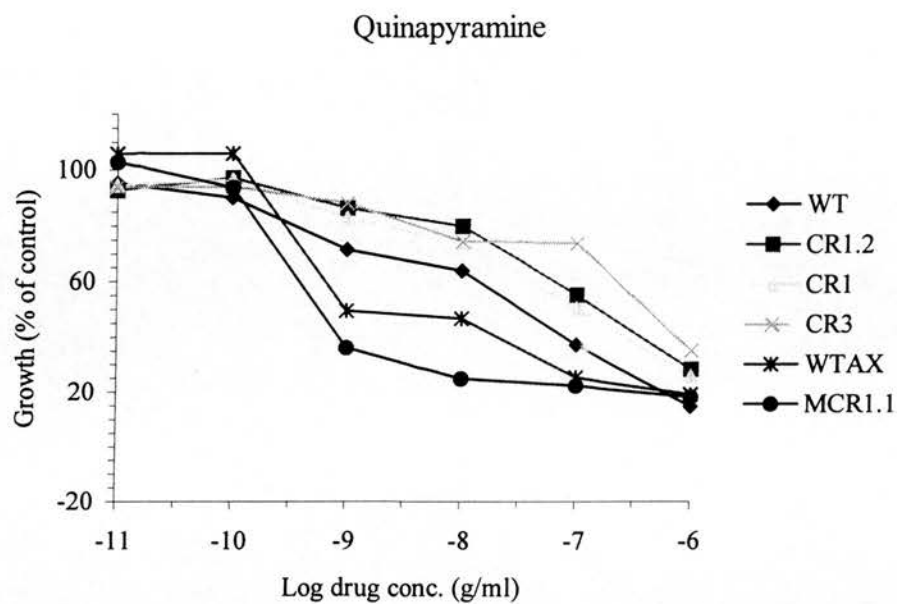 Quinapyramine
Growth (% of control)
100
60
20
-20
-11 -10 -9 -8 -7 -6
Log drug conc. (g/ml)
WT
CR1.2
CR1
CR3
WTAX
MCR1.1